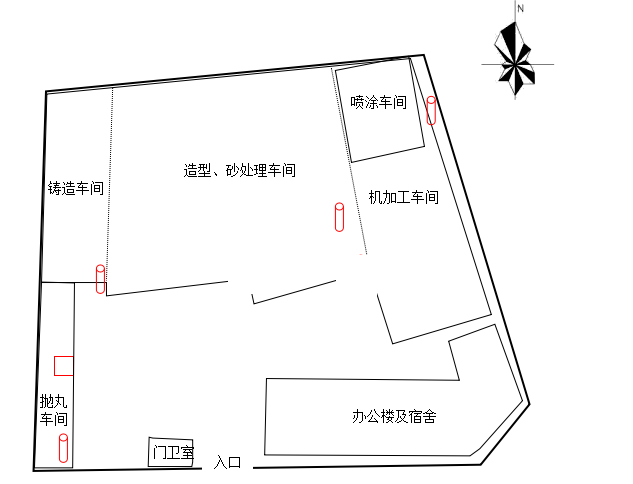 N
喷涂车间
造型、砂处理车间
铸造车间
机加工车间
抛丸
车间
办公楼及宿舍
门卫室
入口